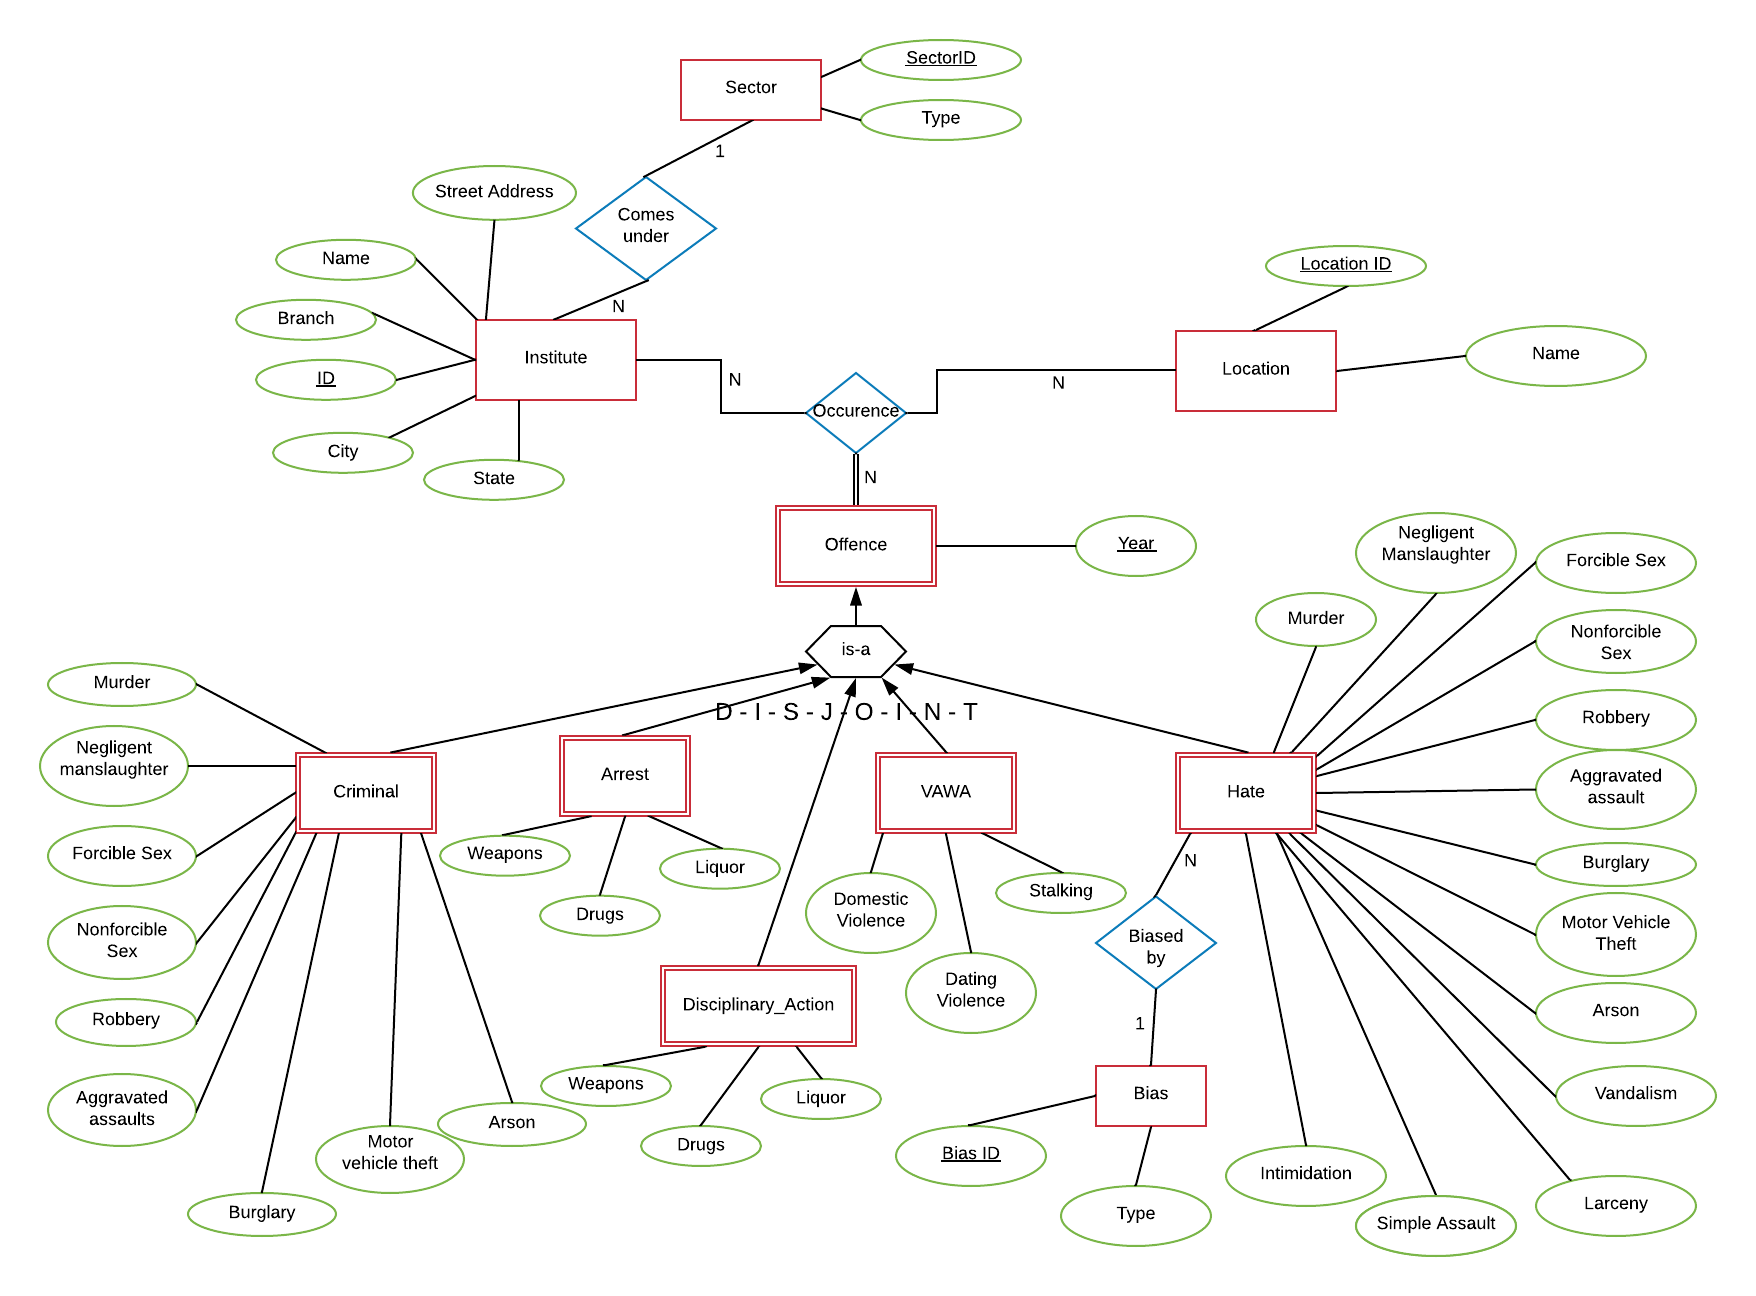 SectorID
Sector
Type
1
Street Address
Comes
under
Name
Location ID
N
Branch
Institute
Name
Location
ID
N
N
Occurence
City
State
N
Offence
Year
Negligent
Manslaughter
Forcible Sex
Murder
Nonforcible
Sex
is-a
Murder
D - I - S - J - O - I - N - T
Robbery
Negligent
manslaughter
Criminal
Arrest
VAWA
Hate
Aggravated
assault
Forcible Sex
Weapons
Liquor
Stalking
N
Burglary
Drugs
Domestic
Violence
Nonforcible
Sex
Biased
by
Motor Vehicle
Theft
Dating
Violence
Disciplinary_Action
Robbery
1
Arson
Weapons
Liquor
Bias
Vandalism
Aggravated
assaults
Arson
Motor
vehicle theft
Drugs
Bias ID
Intimidation
Burglary
Type
Simple Assault
Larceny